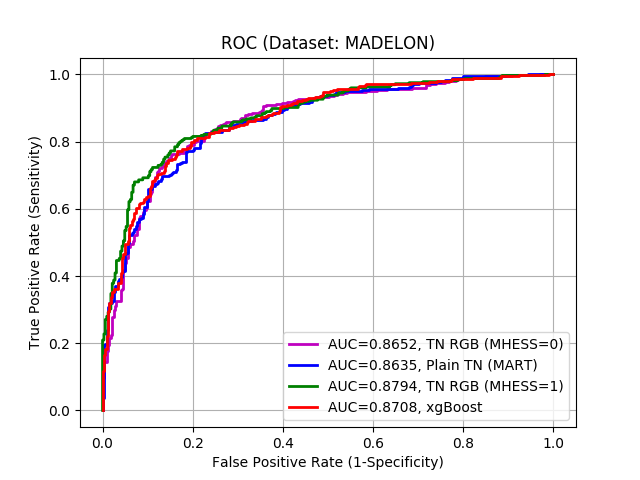 ROC (Dataset: MADELON)
True Positive Rate (Sensitivity)
1.0
0.8
0.6
0.4
0.2
0.0
AUC=0.8652, TN RGB (MHESS=0)
AUC=0.8635, Plain TN (MART)
AUC=0.8794, TN RGB (MHESS=1)
AUC=0.8708, xgBoost
0.0 0.2 0.4 0.6 0.8 1.0
False Positive Rate (1-Specificity)